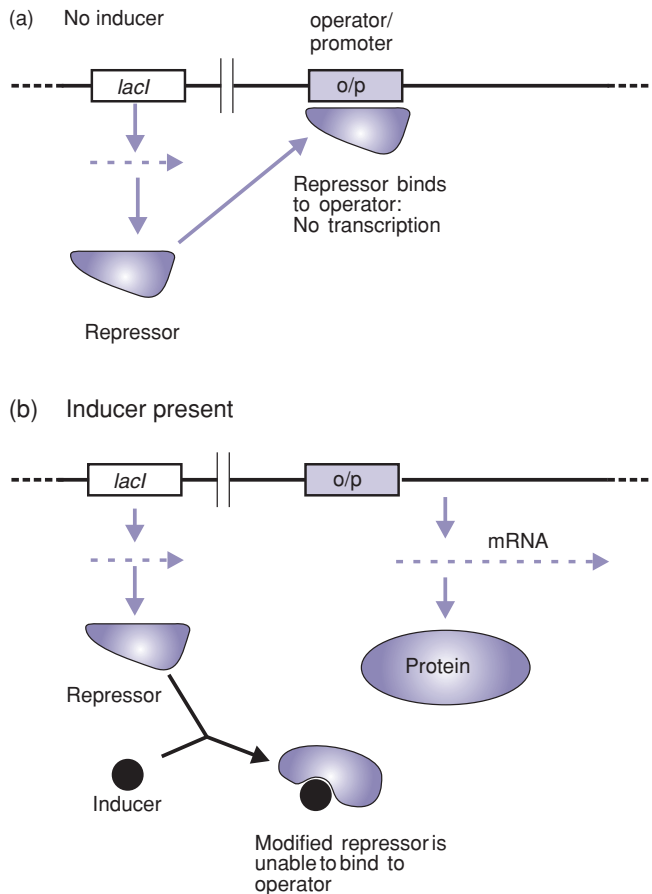 (a) No inducer
operator/
promoter
lacI
o/p
Repressor binds
to operator:
No transcription
Repressor
(b) Inducer present
lacI
o/p
mRNA
Protein
Repressor
Inducer
Modified repressor is
unable to bind to
operator